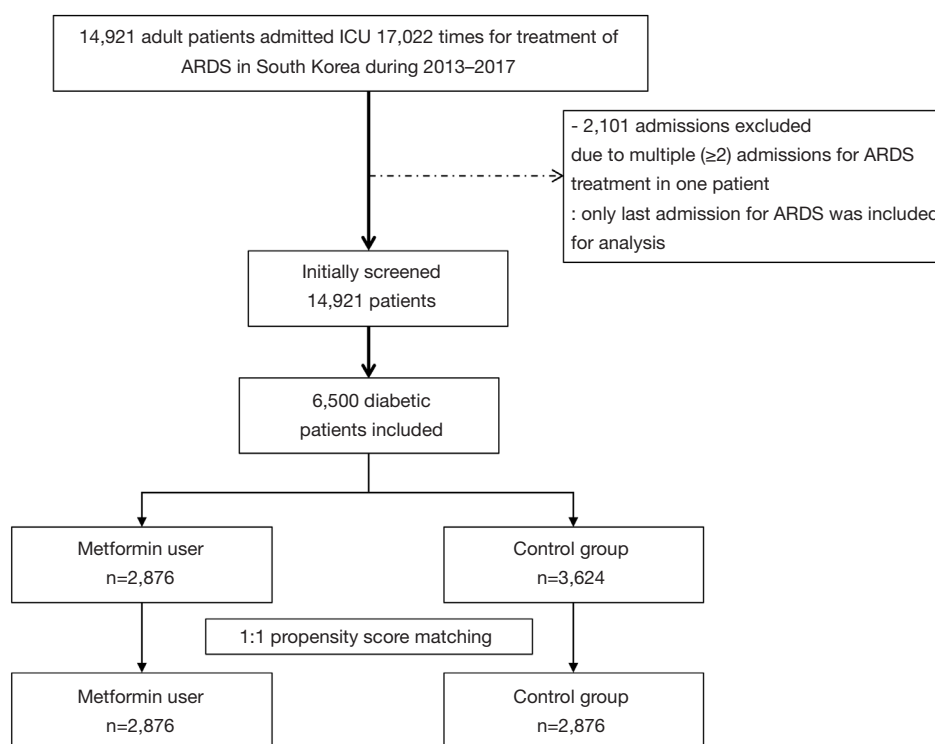 14,921 adult patients admitted ICU 17,022 times for treatment of
ARDS in South Korea during 2013–2017
- 2,101 admissions excluded
due to multiple (≥2) admissions for ARDS
treatment in one patient
: only last admission for ARDS was included
for analysis
Initially screened
14,921 patients
6,500 diabetic
patients included
Metformin user
n=2,876
Control group
n=3,624
1:1 propensity score matching
Metformin user
n=2,876
Control group
n=2,876